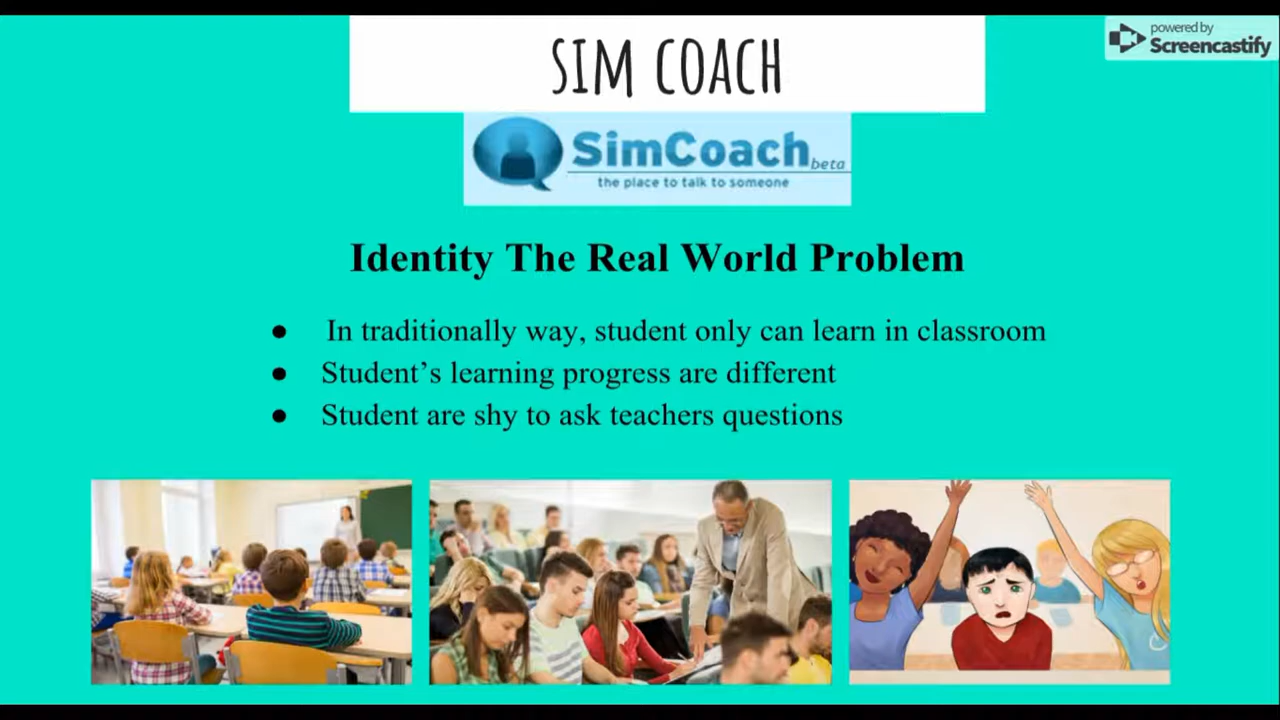 SIM COACH
powered by
Screencastify
SimCoach beta
the place to talk to someone
Identity The Real World Problem
● In traditionally way, student only can learn in classroom
● Student’s learning progress are different
● Student are shy to ask teachers questions